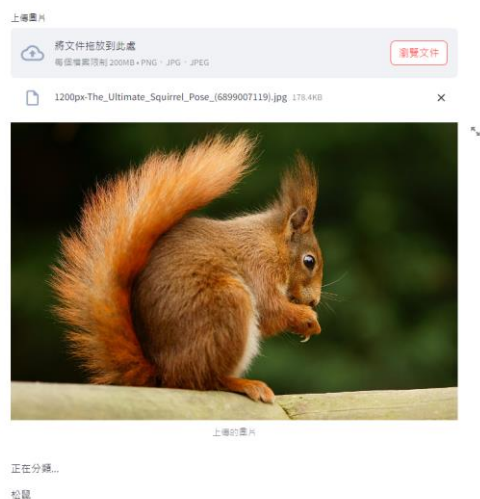 上傳圖片
將文件拖放到此處
每個檔案限制 200MB • PNG, JPG, JPEG
瀏覽文件
1200px-The_Ultimate_Squirrel_Pose_(6899007119).jpg 178.4KB
上傳的圖片
正在分類...
松鼠